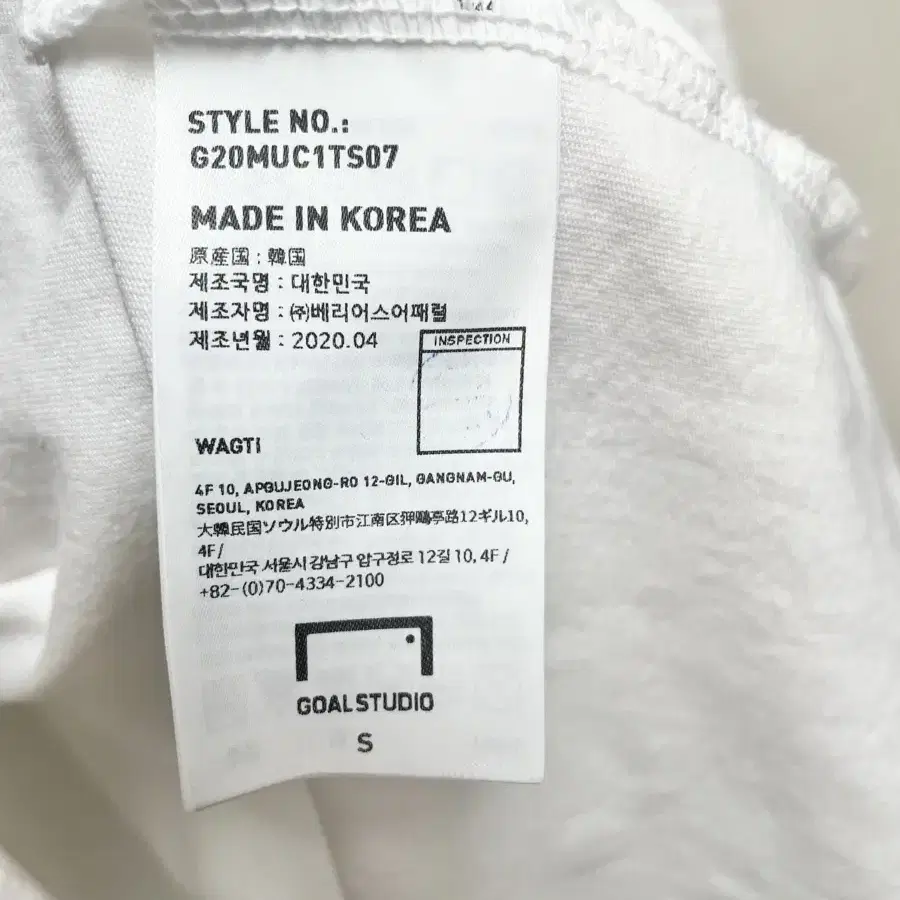 STYLE NO.:
G20MUC1TS07
MADE IN KOREA
原産国 : 韓国
제조국명 : 대한민국
제조자명 : ㈜베리어스어패럴
제조년월 : 2020.04
INSPECTION
WAGTI
4F 10, APGUJEONG-RO 12-GIL, GANGNAM-GU,
SEOUL, KOREA
大韓民国ソウル特別市江南区狎鷗亭路12ギル10,
4F/
대한민국 서울시 강남구 압구정로 12길 10, 4F /
+82-(0)70-4334-2100
GOALSTUDIO
S